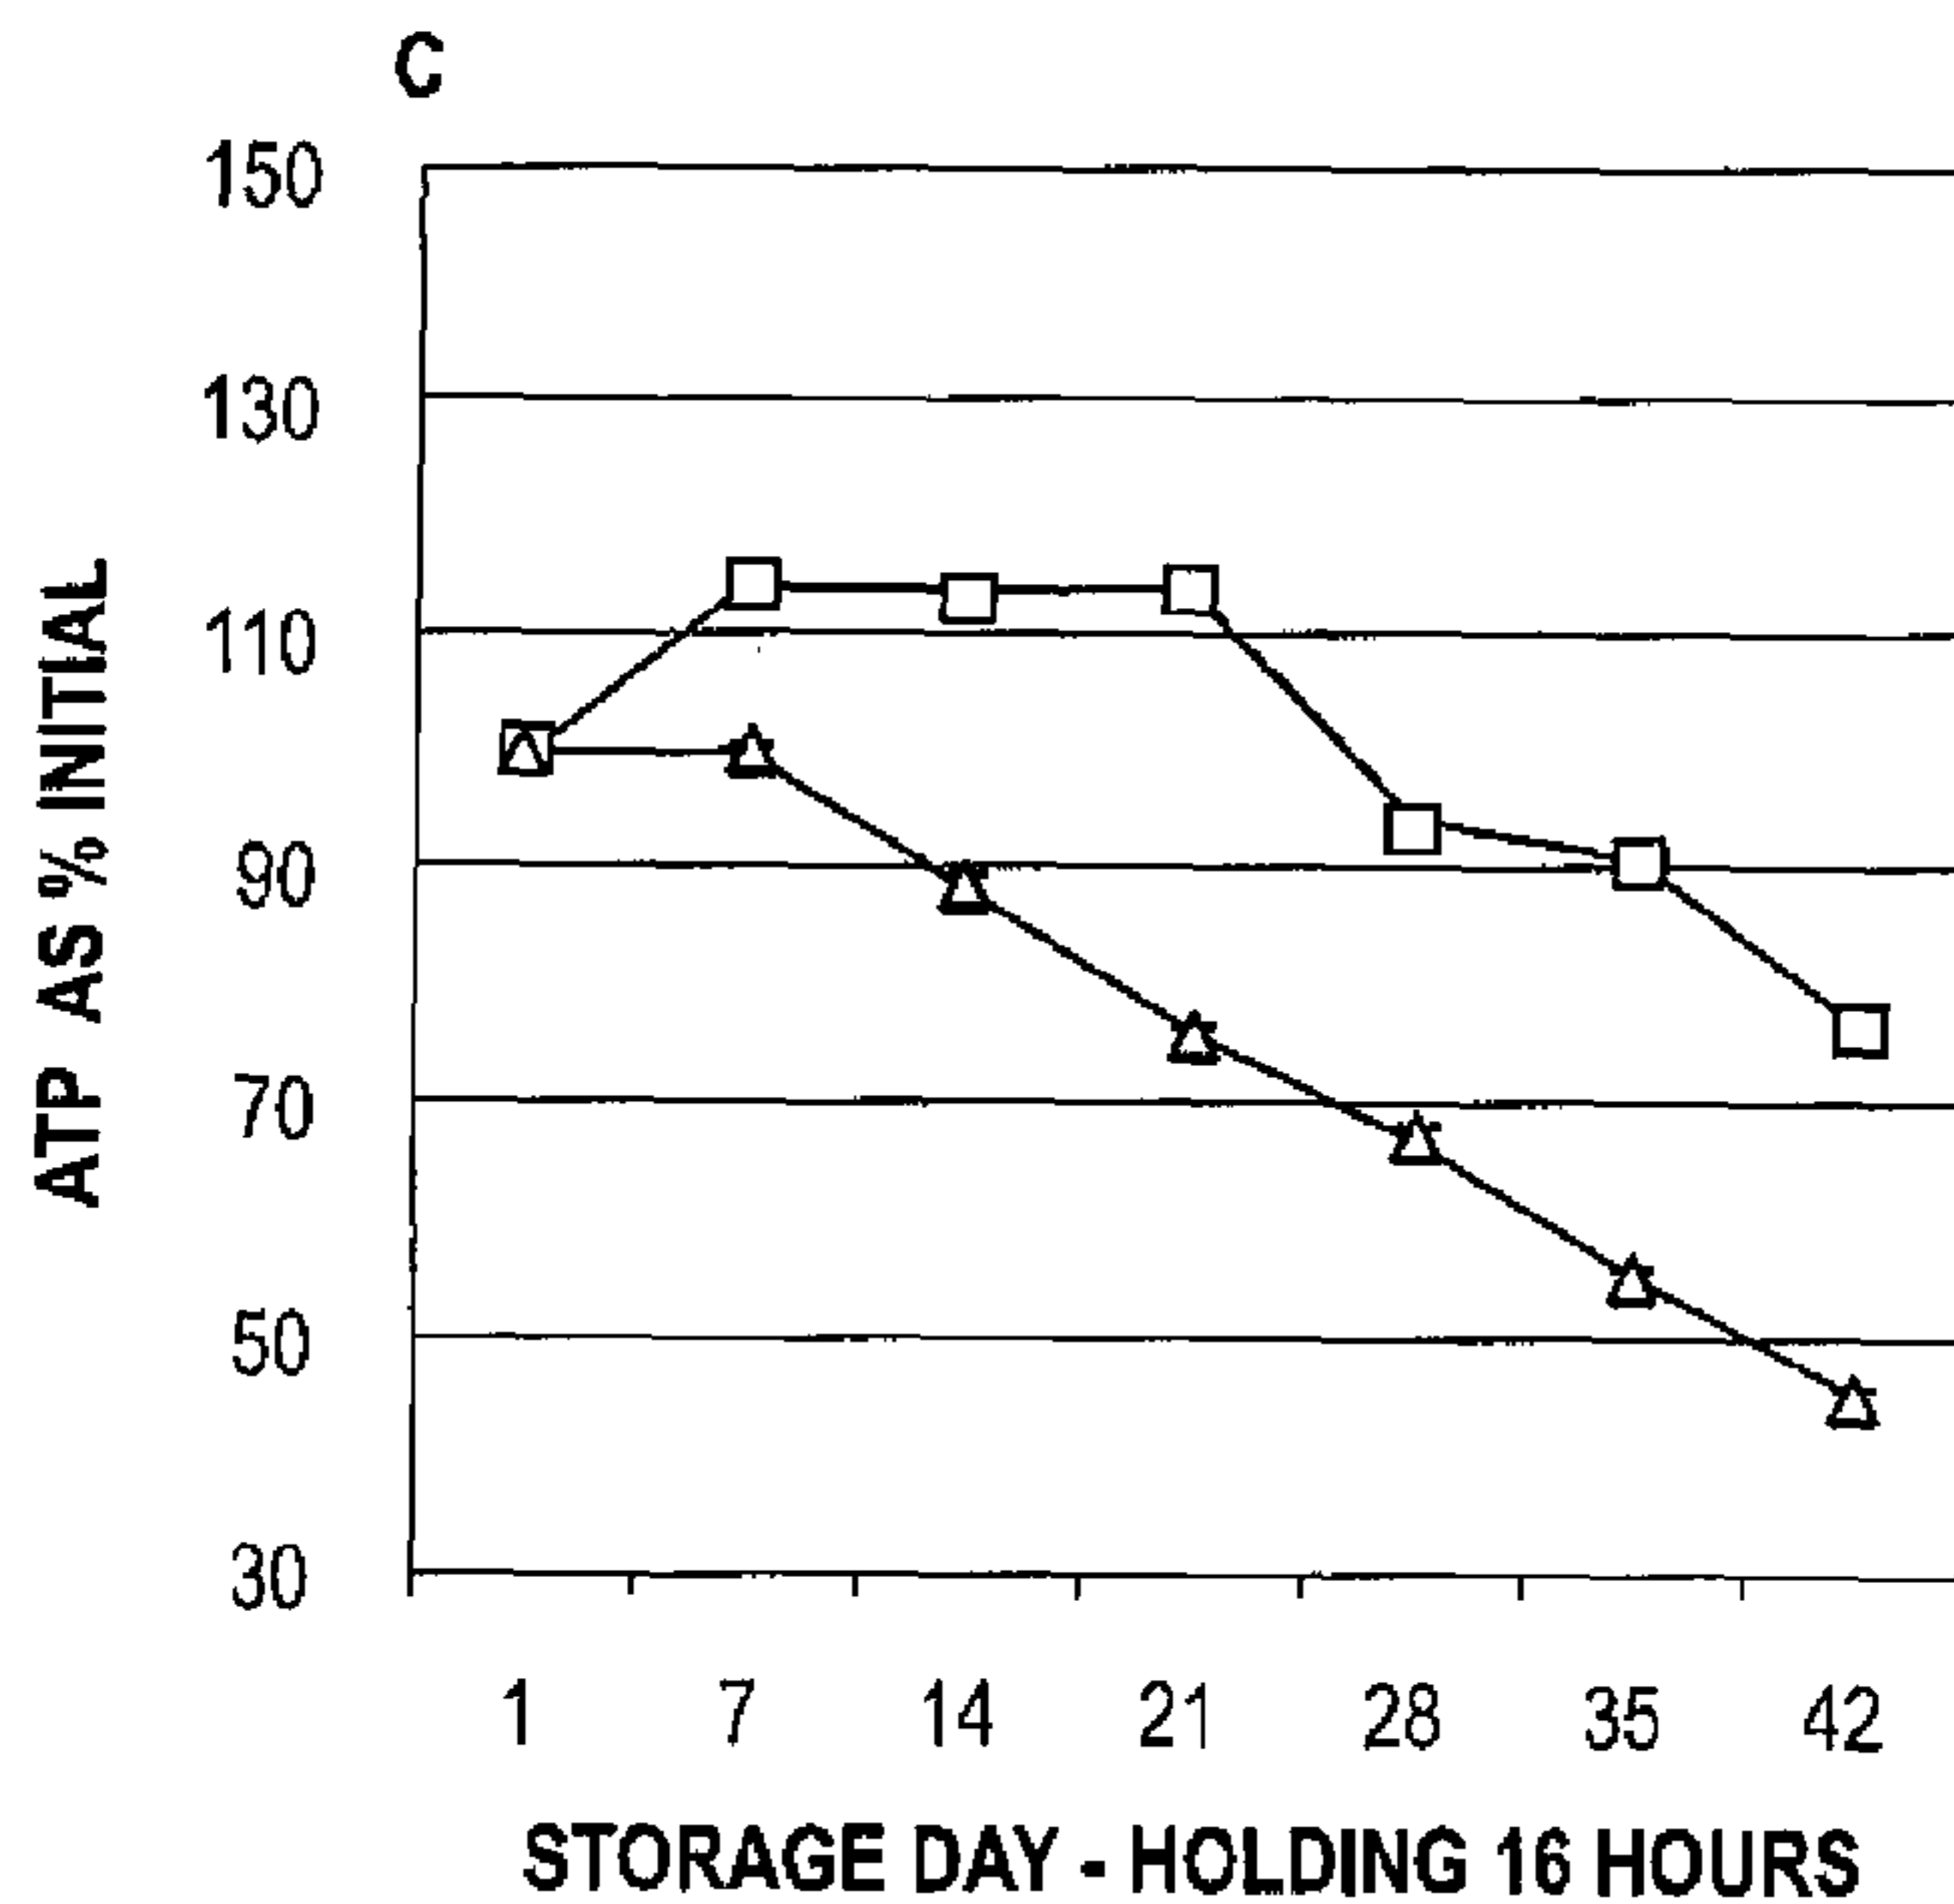 C
150
130
110
90
70
50
30
ATP AS % INITIAL
1 7 14 21 28 35 42
STORAGE DAY - HOLDING 16 HOURS